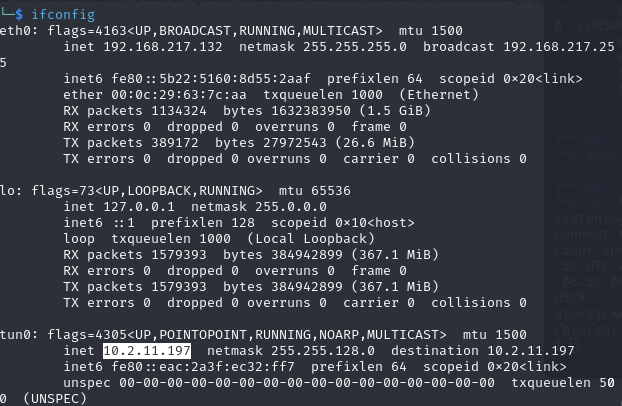 └─$ ifconfig
eth0: flags=4163<UP,BROADCAST,RUNNING,MULTICAST>  mtu 1500
        inet 192.168.217.132  netmask 255.255.255.0  broadcast 192.168.217.25
5
        inet6 fe80::5b22:5160:8d55:2aaf  prefixlen 64  scopeid 0×20<link>
        ether 00:0c:29:63:7c:aa  txqueuelen 1000  (Ethernet)
        RX packets 1134324  bytes 1632383950 (1.5 GiB)
        RX errors 0  dropped 0  overruns 0  frame 0
        TX packets 389172  bytes 27972543 (26.6 MiB)
        TX errors 0  dropped 0 overruns 0  carrier 0  collisions 0
lo: flags=73<UP,LOOPBACK,RUNNING>  mtu 65536
        inet 127.0.0.1  netmask 255.0.0.0
        inet6 ::1  prefixlen 128  scopeid 0×10<host>
        loop  txqueuelen 1000  (Local Loopback)
        RX packets 1579393  bytes 384942899 (367.1 MiB)
        RX errors 0  dropped 0  overruns 0  frame 0
        TX packets 1579393  bytes 384942899 (367.1 MiB)
        TX errors 0  dropped 0 overruns 0  carrier 0  collisions 0
tun0: flags=4305<UP,POINTOPOINT,RUNNING,NOARP,MULTICAST>  mtu 1500
        inet 10.2.11.197  netmask 255.255.128.0  destination 10.2.11.197
        inet6 fe80::eac:2a3f:ec32:ff7  prefixlen 64  scopeid 0×20<link>
        unspec 00-00-00-00-00-00-00-00-00-00-00-00-00-00-00-00  txqueuelen 50
0  (UNSPEC)